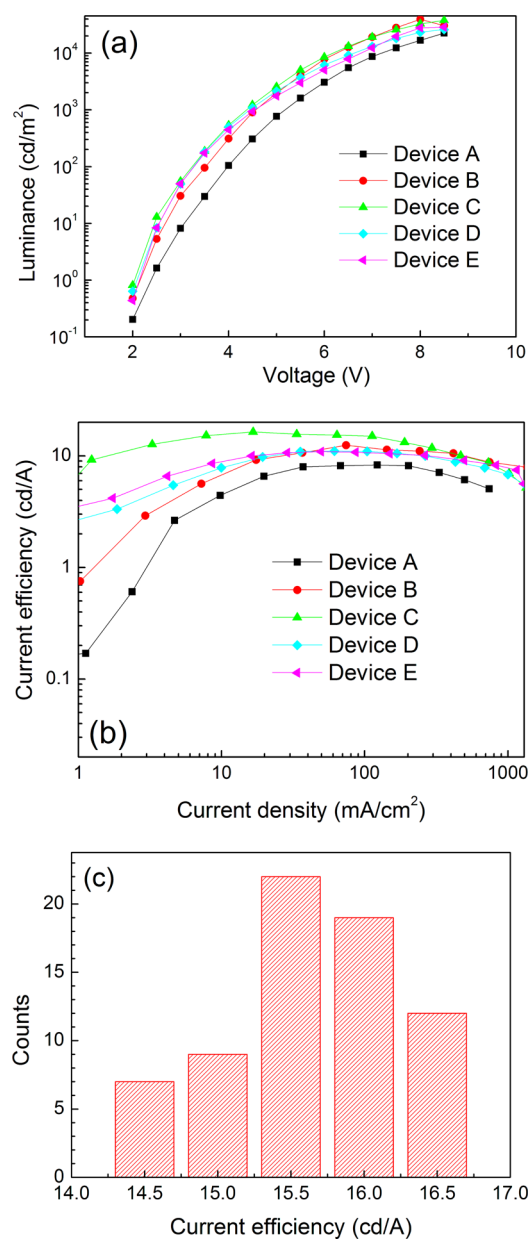 (a)
Luminance (cd/m²)
10⁴
10³
10²
10¹
10⁰
10⁻¹
Device A
Device B
Device C
Device D
Device E
2
4
6
8
10
Voltage (V)
(b)
Current efficiency (cd/A)
10
1
0.1
Device A
Device B
Device C
Device D
Device E
1
10
100
1000
Current density (mA/cm²)
(c)
Counts
20
15
10
5
0
14.0
14.5
15.0
15.5
16.0
16.5
17.0
Current efficiency (cd/A)